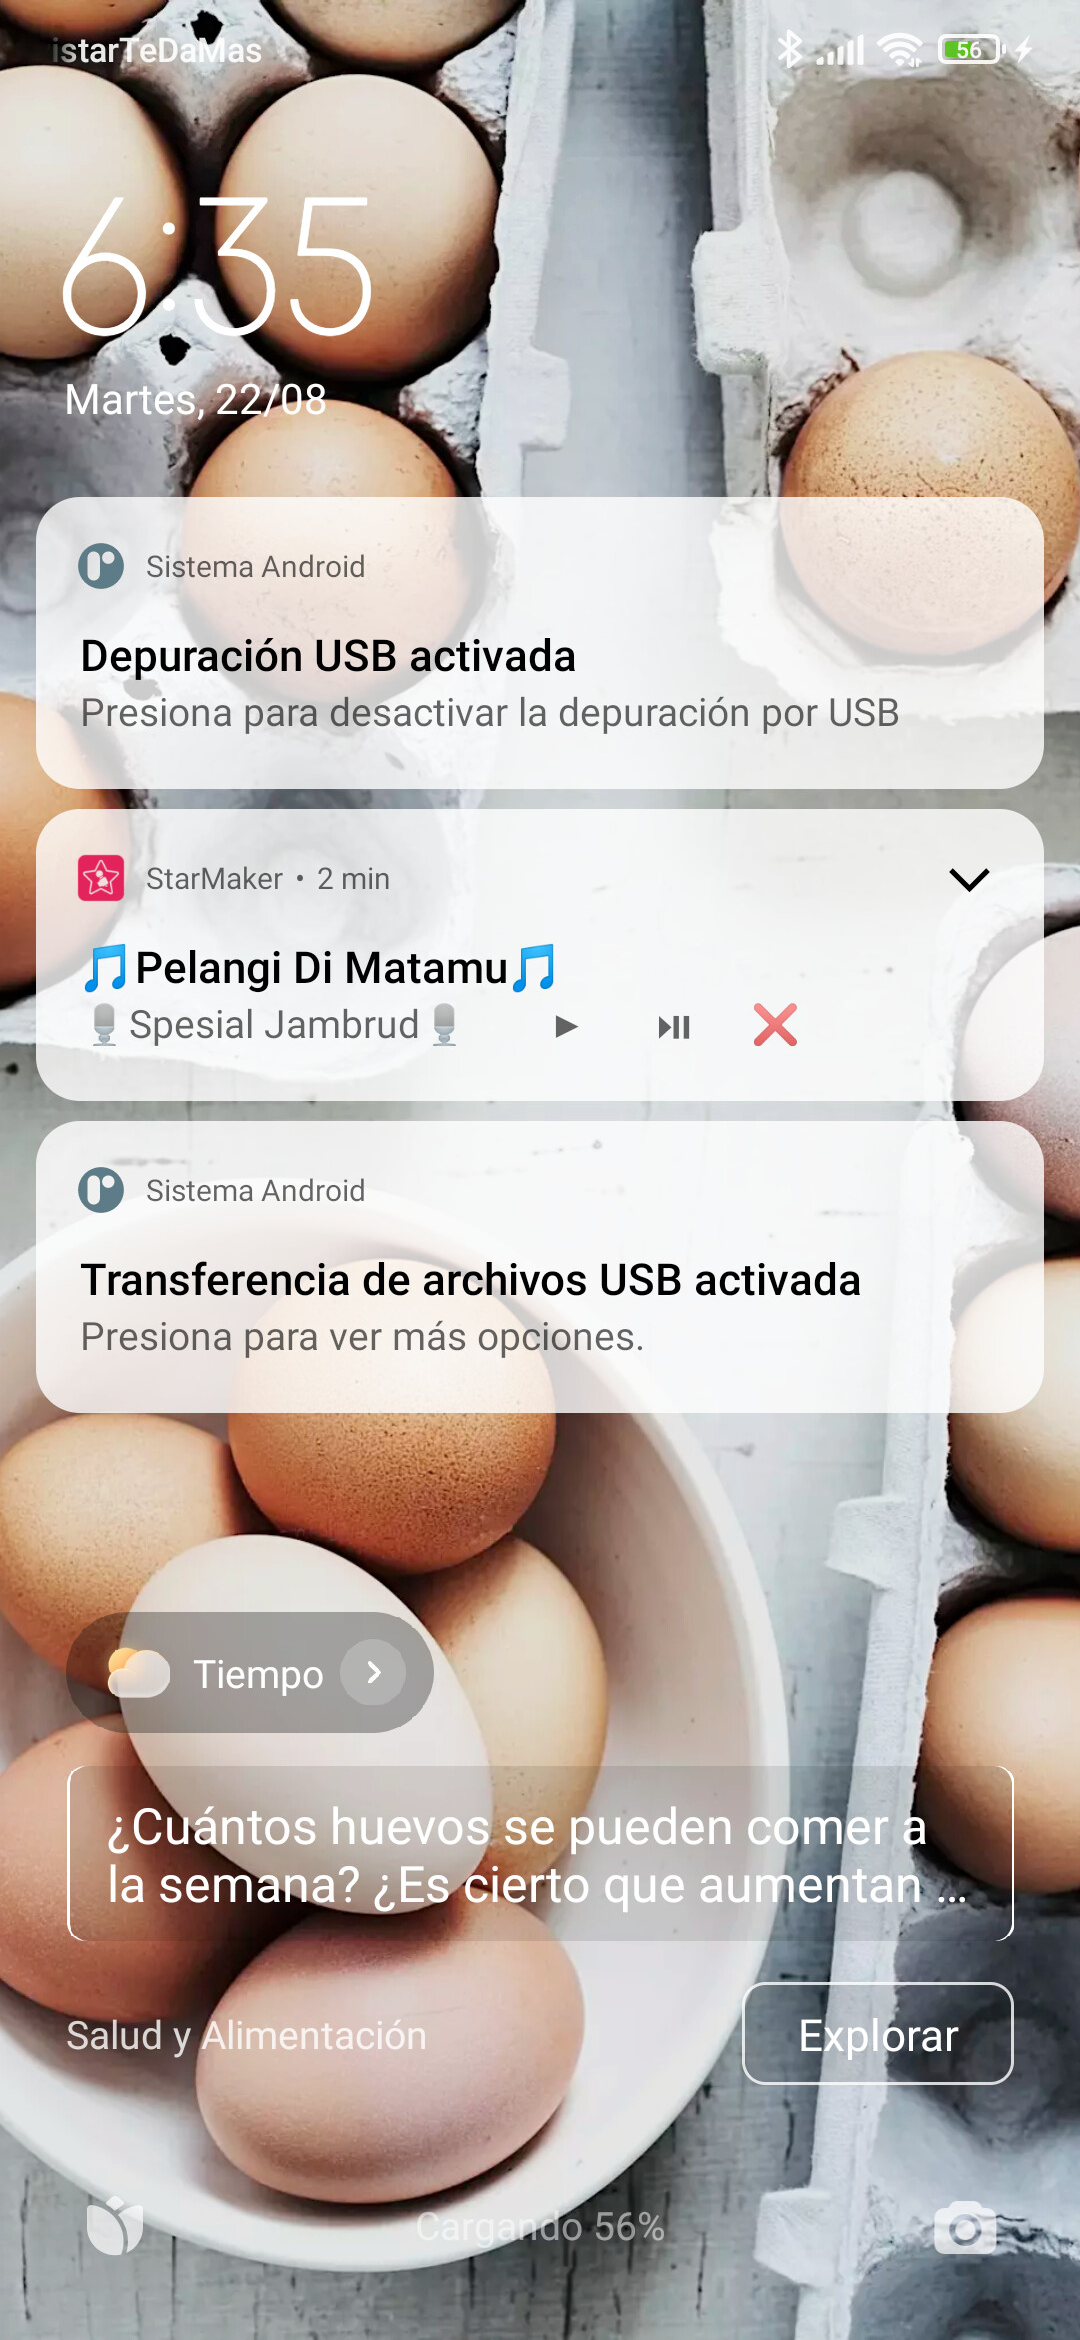 istarTeDaMas
56
6:35
Martes, 22/08
Sistema Android
Depuración USB activada
Presiona para desactivar la depuración por USB
StarMaker • 2 min
🎵Pelangi Di Matamu🎵
🎙️Spesial Jambrud🎙️ ▶ ⏯ ❌
Sistema Android
Transferencia de archivos USB activada
Presiona para ver más opciones.
Tiempo
¿Cuántos huevos se pueden comer a
la semana? ¿Es cierto que aumentan ...
Salud y Alimentación
Explorar
Cargando 56%